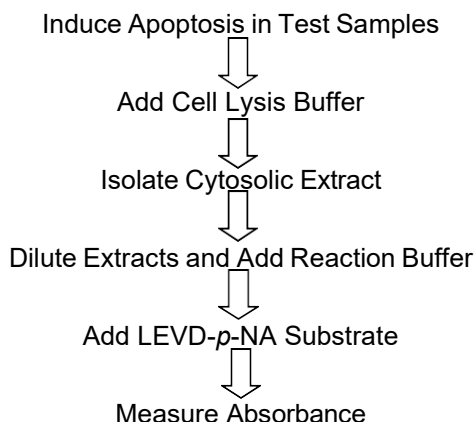 Induce Apoptosis in Test Samples
Add Cell Lysis Buffer
Isolate Cytosolic Extract
Dilute Extracts and Add Reaction Buffer
Add LEVD-p-NA Substrate
Measure Absorbance